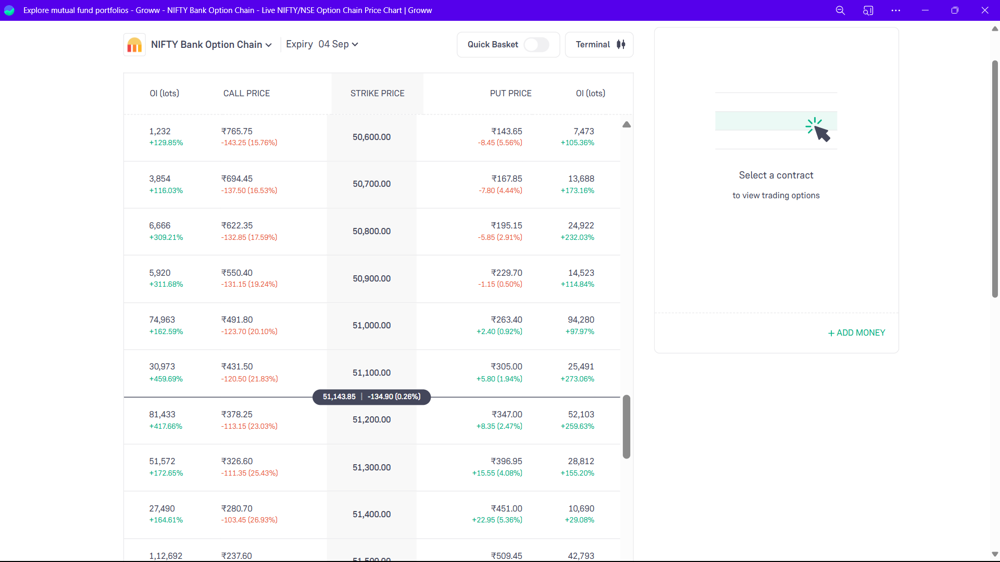 Explore mutual fund portfolios - Groww - NIFTY Bank Option Chain - Live NIFTY/NSE Option Chain Price Chart | Groww
NIFTY Bank Option Chain Expiry 04 Sep Quick Basket Terminal
OI (lots) CALL PRICE STRIKE PRICE PUT PRICE OI (lots)
1,232 ₹765.75 50,600.00 ₹143.65 7,473
+129.85% -143.25 (15.76%) -8.45 (5.56%) +105.36%
3,854 ₹694.45 50,700.00 ₹167.85 13,688
+116.03% -137.50 (16.53%) -7.80 (4.44%) +173.16%
6,666 ₹622.35 50,800.00 ₹195.15 24,922
+309.21% -132.85 (17.59%) -5.85 (2.91%) +232.03%
5,920 ₹550.40 50,900.00 ₹229.70 14,523
+311.68% -131.15 (19.24%) -1.15 (0.50%) +114.84%
74,963 ₹491.80 51,000.00 ₹263.40 94,280
+162.59% -123.70 (20.10%) +2.40 (0.92%) +97.97%
30,973 ₹431.50 51,100.00 ₹305.00 25,491
+459.69% -120.50 (21.83%) +5.80 (1.94%) +273.06%
51,143.85 | -134.90 (0.26%)
81,433 ₹378.25 51,200.00 ₹347.00 52,103
+417.66% -113.15 (23.03%) +8.35 (2.47%) +259.63%
51,572 ₹326.60 51,300.00 ₹396.95 28,812
+172.65% -111.35 (25.43%) +15.55 (4.08%) +155.20%
27,490 ₹280.70 51,400.00 ₹451.00 10,690
+164.61% -103.45 (26.93%) +22.95 (5.36%) +29.08%
1,12,692 ₹237.60 51,500.00 ₹509.45 42,793
Select a contract
to view trading options
+ ADD MONEY